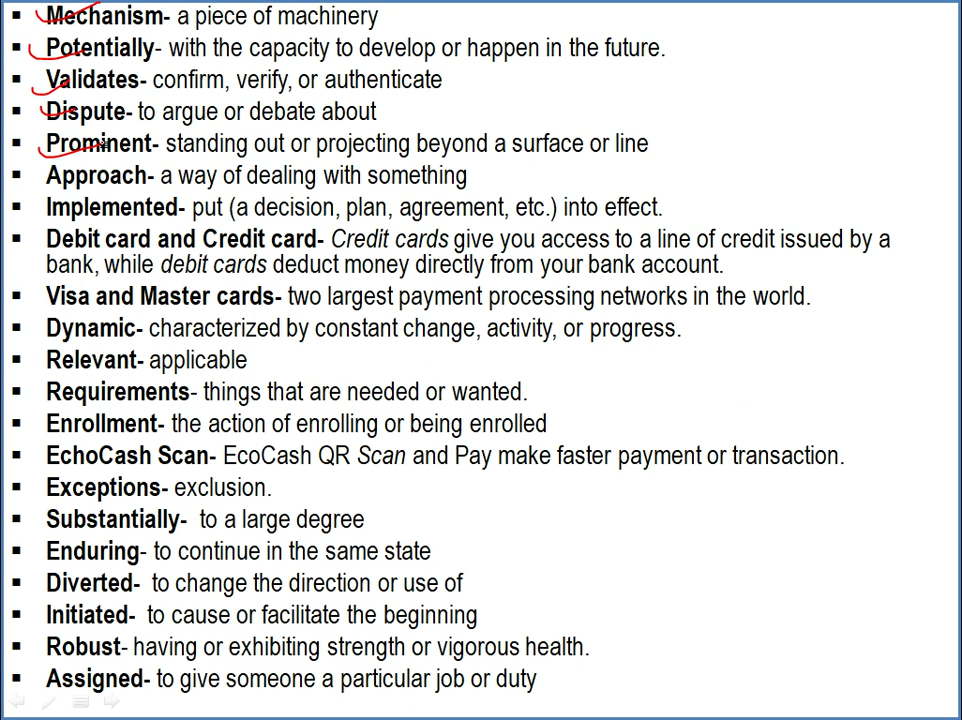 ▪ Mechanism- a piece of machinery
▪ Potentially- with the capacity to develop or happen in the future.
▪ Validates- confirm, verify, or authenticate
▪ Dispute- to argue or debate about
▪ Prominent- standing out or projecting beyond a surface or line
▪ Approach- a way of dealing with something
▪ Implemented- put (a decision, plan, agreement, etc.) into effect.
▪ Debit card and Credit card- Credit cards give you access to a line of credit issued by a
bank, while debit cards deduct money directly from your bank account.
▪ Visa and Master cards- two largest payment processing networks in the world.
▪ Dynamic- characterized by constant change, activity, or progress.
▪ Relevant- applicable
▪ Requirements- things that are needed or wanted.
▪ Enrollment- the action of enrolling or being enrolled
▪ EchoCash Scan- EcoCash QR Scan and Pay make faster payment or transaction.
▪ Exceptions- exclusion.
▪ Substantially- to a large degree
▪ Enduring- to continue in the same state
▪ Diverted- to change the direction or use of
▪ Initiated- to cause or facilitate the beginning
▪ Robust- having or exhibiting strength or vigorous health.
▪ Assigned- to give someone a particular job or duty